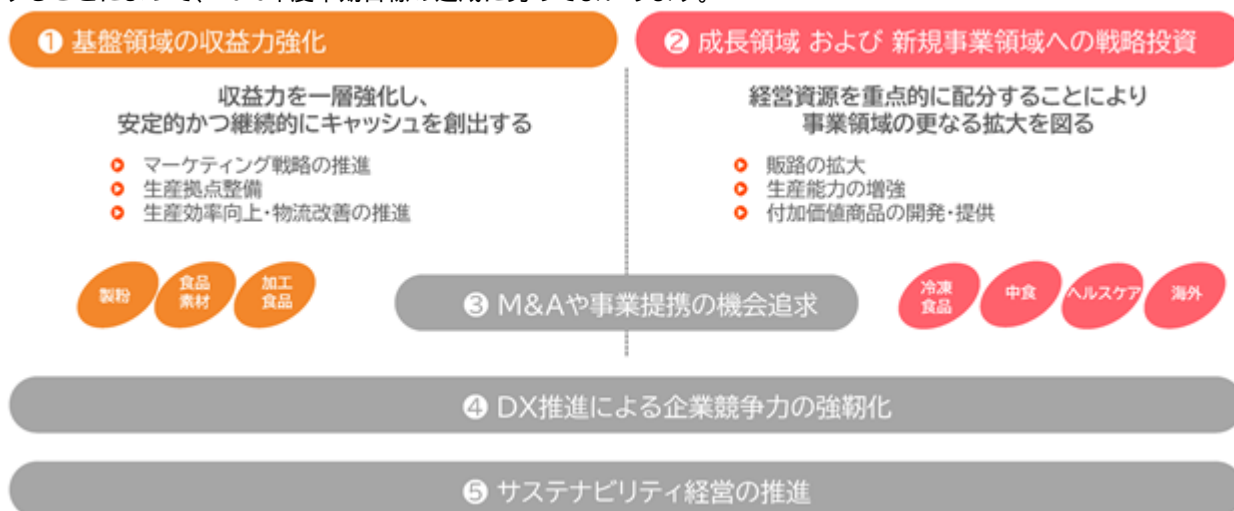 ❶ 基盤領域の収益力強化
収益力を一層強化し、
安定的かつ継続的にキャッシュを創出する
マーケティング戦略の推進
生産拠点整備
生産効率向上・物流改善の推進
製粉
食品
素材
加工
食品
❷ 成長領域 および 新規事業領域への戦略投資
経営資源を重点的に配分することにより
事業領域の更なる拡大を図る
販路の拡大
生産能力の増強
付加価値商品の開発・提供
冷凍
食品
中食
ヘルスケア
海外
❸ M&Aや事業提携の機会追求
❹ DX推進による企業競争力の強靭化
❺ サステナビリティ経営の推進